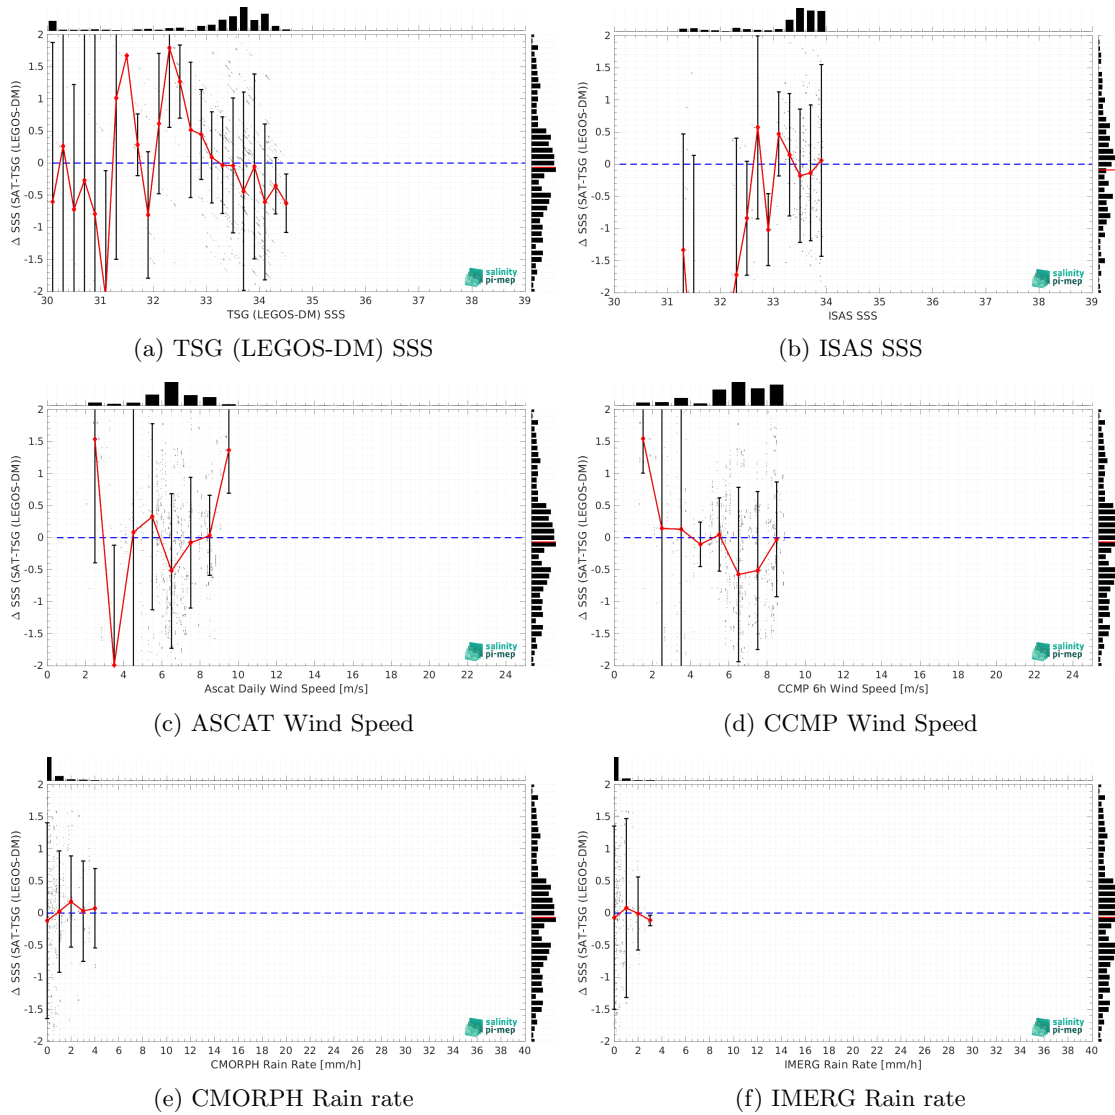 2
1.5
1
0.5
0
-0.5
-1
-1.5
-2
Δ SSS (SAT-TSG (LEGOS-DM))
30 31 32 33 34 35 36 37 38 39
TSG (LEGOS-DM) SSS
salinity
pi-mep
(a) TSG (LEGOS-DM) SSS
2
1.5
1
0.5
0
-0.5
-1
-1.5
-2
Δ SSS (SAT-TSG (LEGOS-DM))
30 31 32 33 34 35 36 37 38 39
ISAS SSS
salinity
pi-mep
(b) ISAS SSS
2
1.5
1
0.5
0
-0.5
-1
-1.5
-2
Δ SSS (SAT-TSG (LEGOS-DM))
0 2 4 6 8 10 12 14 16 18 20 22 24
Ascat Daily Wind Speed [m/s]
salinity
pi-mep
(c) ASCAT Wind Speed
2
1.5
1
0.5
0
-0.5
-1
-1.5
-2
Δ SSS (SAT-TSG (LEGOS-DM))
0 2 4 6 8 10 12 14 16 18 20 22 24
CCMP 6h Wind Speed [m/s]
salinity
pi-mep
(d) CCMP Wind Speed
2
1.5
1
0.5
0
-0.5
-1
-1.5
-2
Δ SSS (SAT-TSG (LEGOS-DM))
0 2 4 6 8 10 12 14 16 18 20 22 24 26 28 30 32 34 36 38 40
CMORPH Rain Rate [mm/h]
salinity
pi-mep
(e) CMORPH Rain rate
2
1.5
1
0.5
0
-0.5
-1
-1.5
-2
Δ SSS (SAT-TSG (LEGOS-DM))
0 2 4 6 8 10 12 14 16 18 20 22 24 26 28 30 32 34 36 38 40
IMERG Rain Rate [mm/h]
salinity
pi-mep
(f) IMERG Rain rate